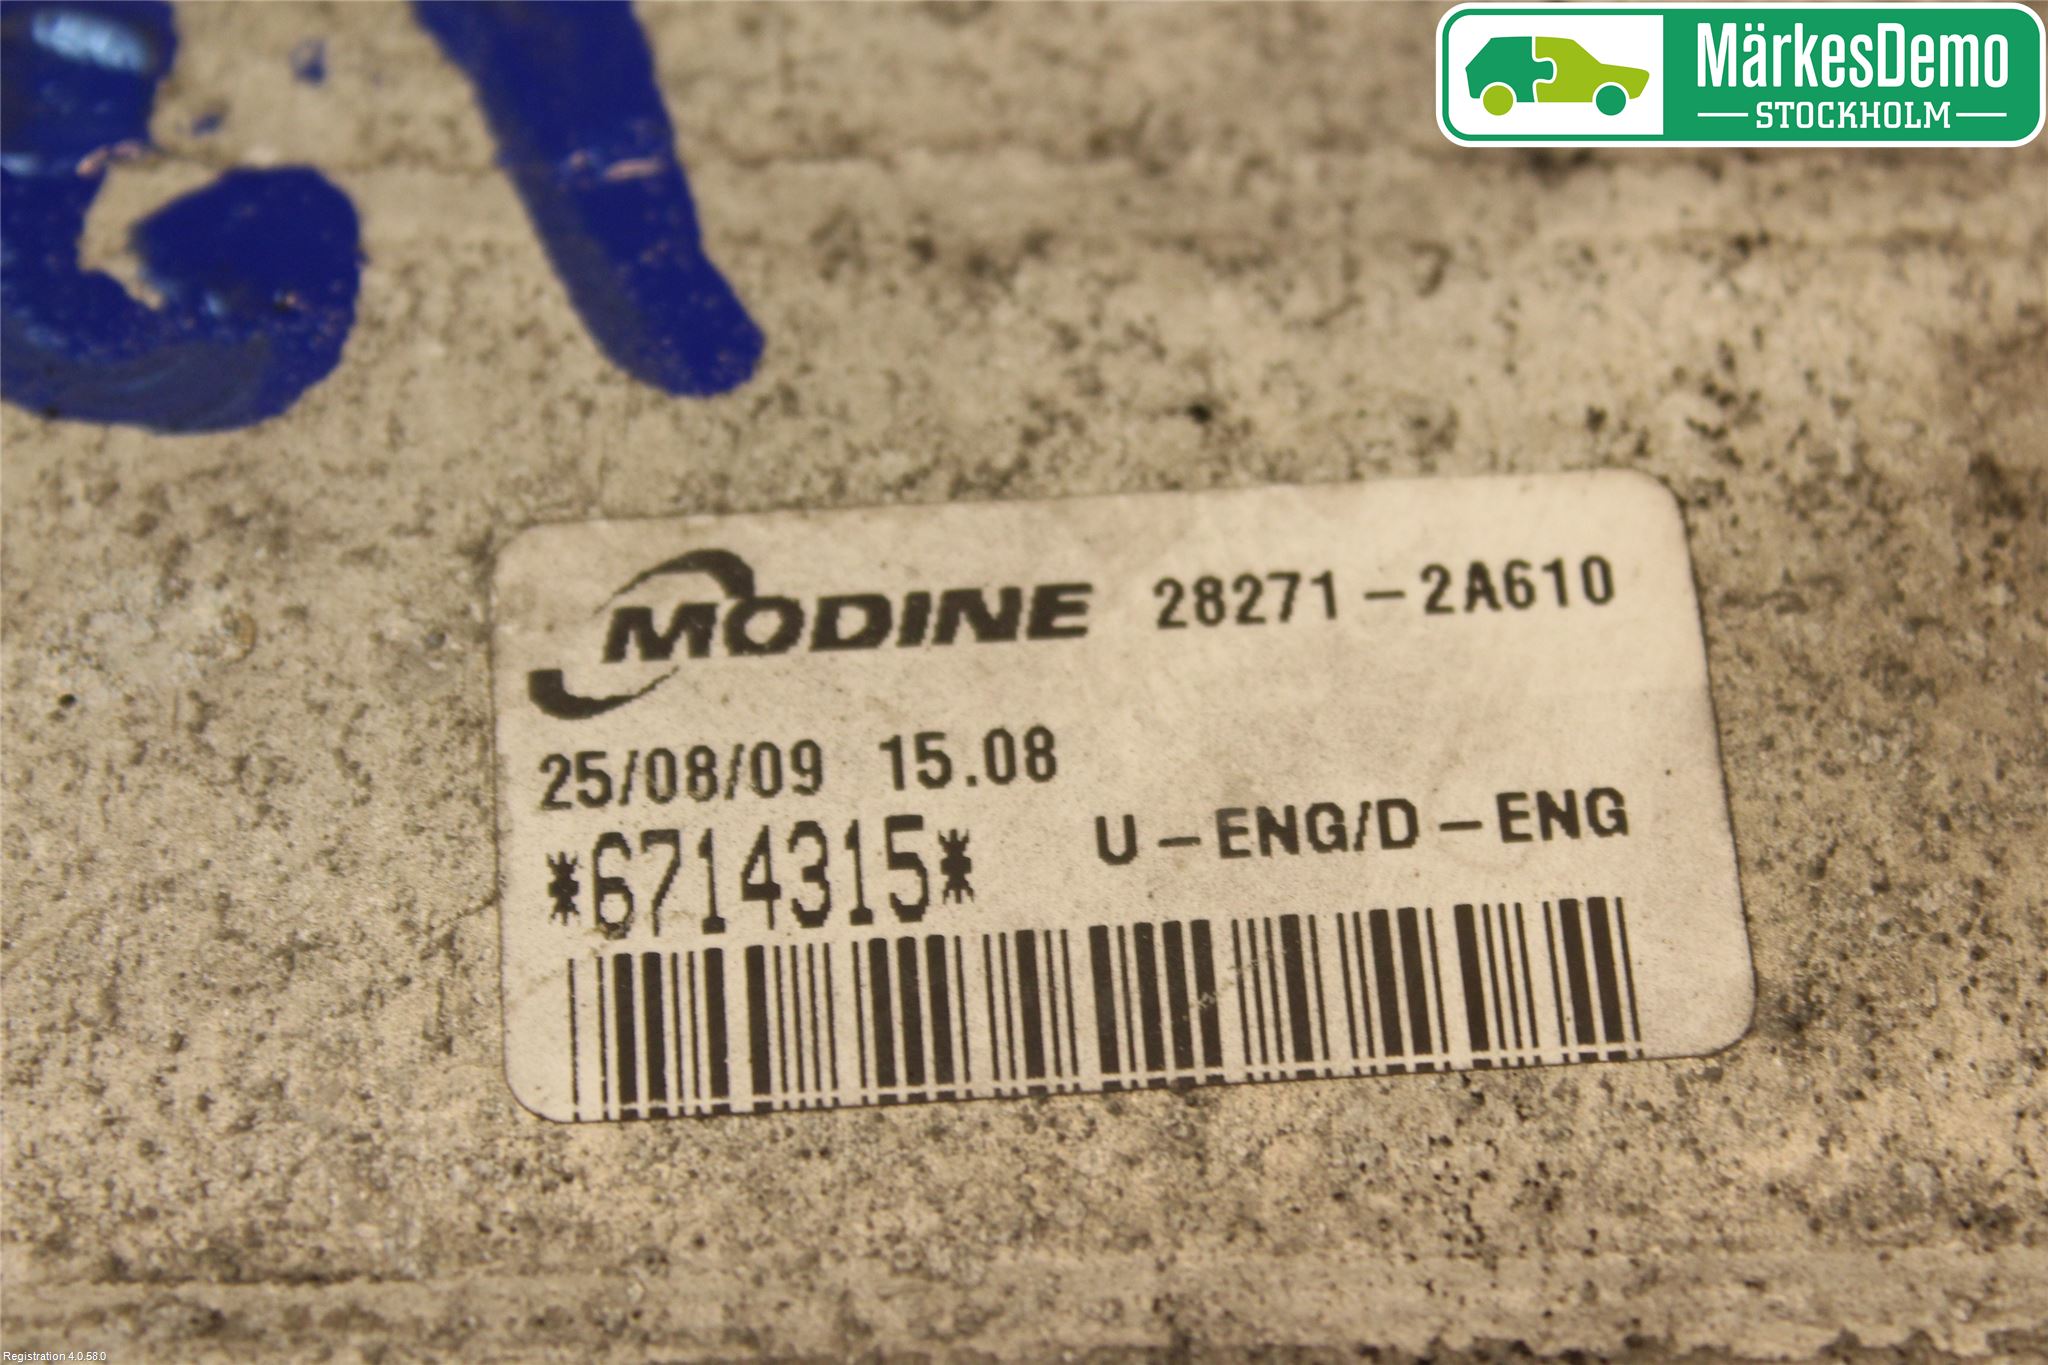 MärkesDemo
STOCKHOLM
MODINE 28271-2A610
25/08/09 15.08
*6714315* U-ENG/D-ENG
Registration 4.0.58.0